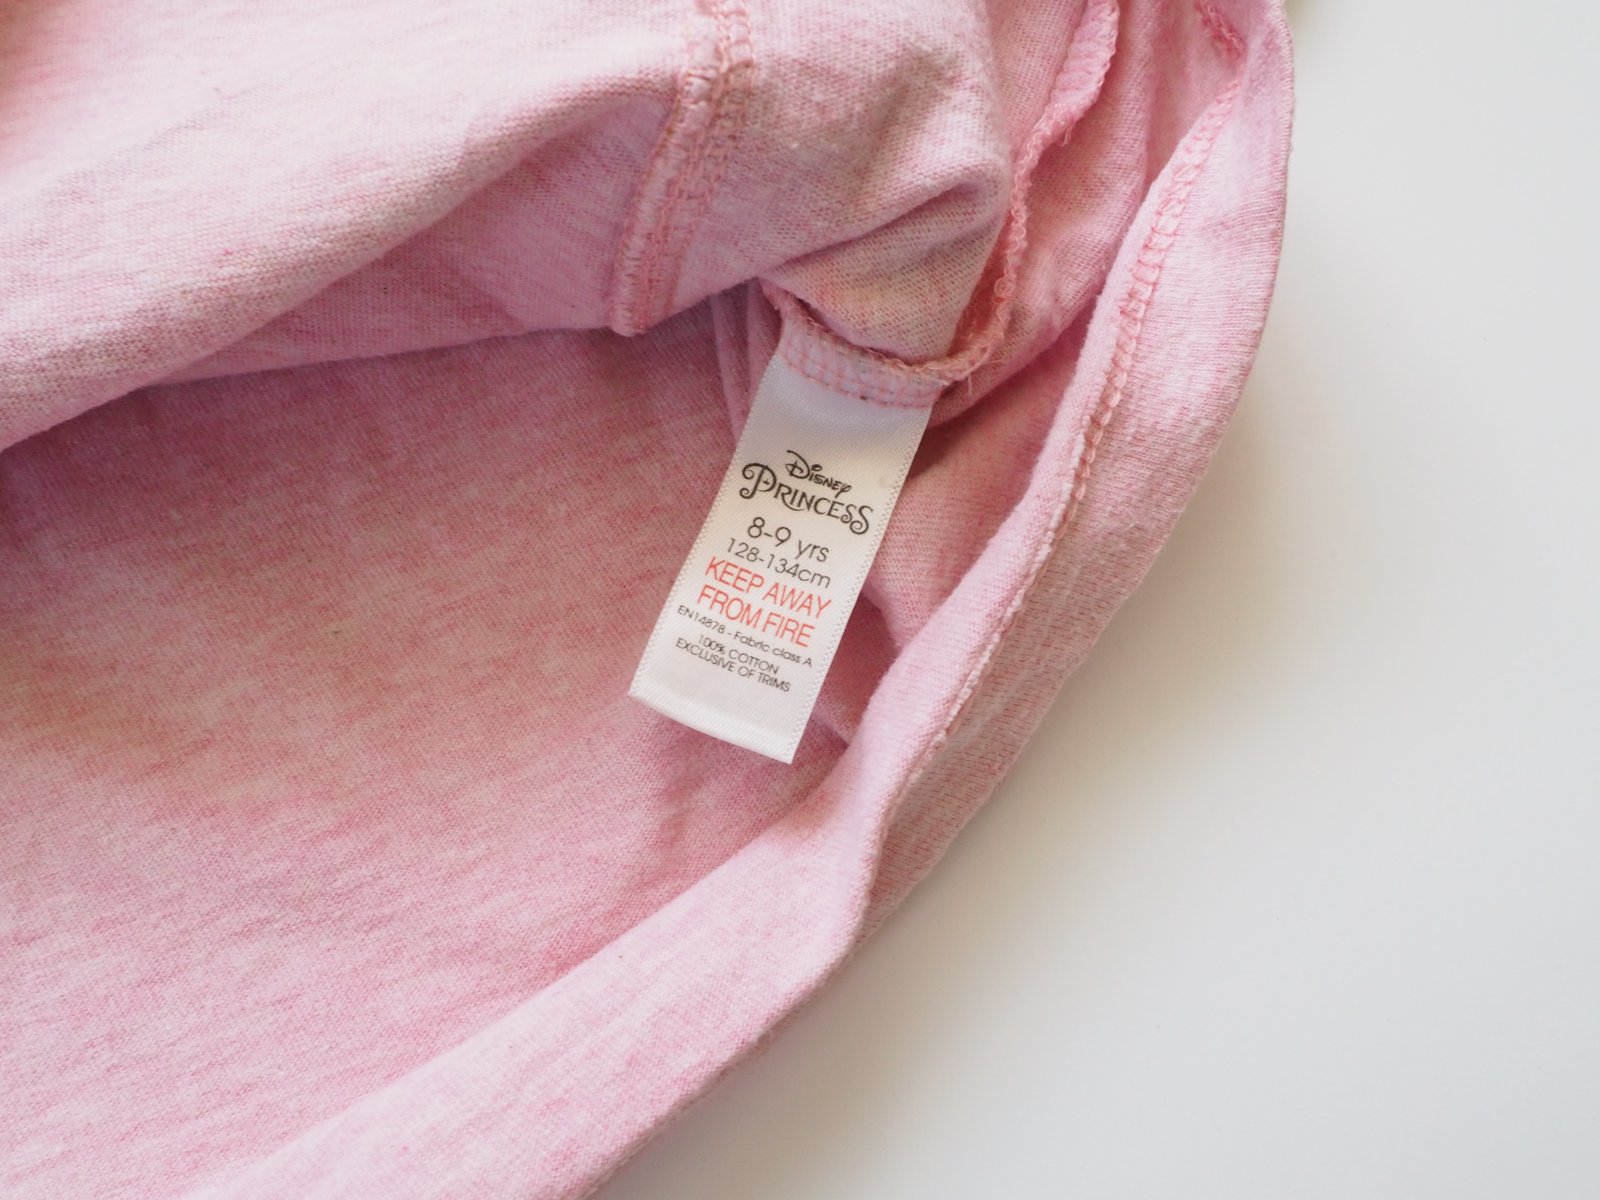 Disney
PRINCESS
8-9 yrs
128-134cm
KEEP AWAY
FROM FIRE
EN14878 - Fabric class A
100% COTTON
EXCLUSIVE OF TRIMS